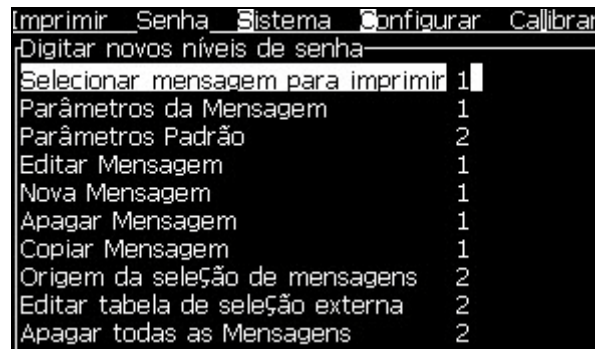 Imprimir Senha Sistema Configurar Callibrar
Digitar novos níveis de senha
Selecionar mensagem para imprimir 1
Parâmetros da Mensagem 1
Parâmetros Padrão 2
Editar Mensagem 1
Nova Mensagem 1
Apagar Mensagem 1
Copiar Mensagem 1
Origem da seleção de mensagens 2
Editar tabela de seleção externa 2
Apagar todas as Mensagens 2